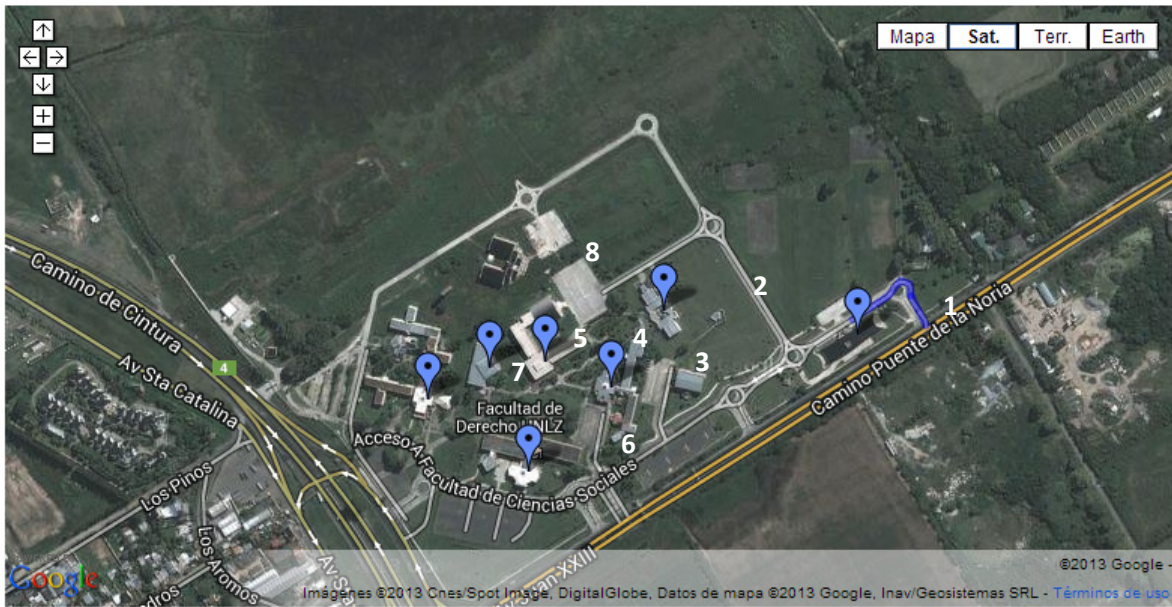 Mapa Sat. Terr. Earth
8
2
1
Camino de Cintura
4
5
4
3
Camino Puente de la Noria
7
Av Sta Catalina
Facultad de
Derecho UNLZ
6
Acceso A Facultad de Ciencias Sociales
Los Pinos
Los Aromos
Juan XXIII
Google
©2013 Google -
Imágenes ©2013 Cnes/Spot Image, DigitalGlobe, Datos de mapa ©2013 Google, Inav/Geosistemas SRL - Términos de uso